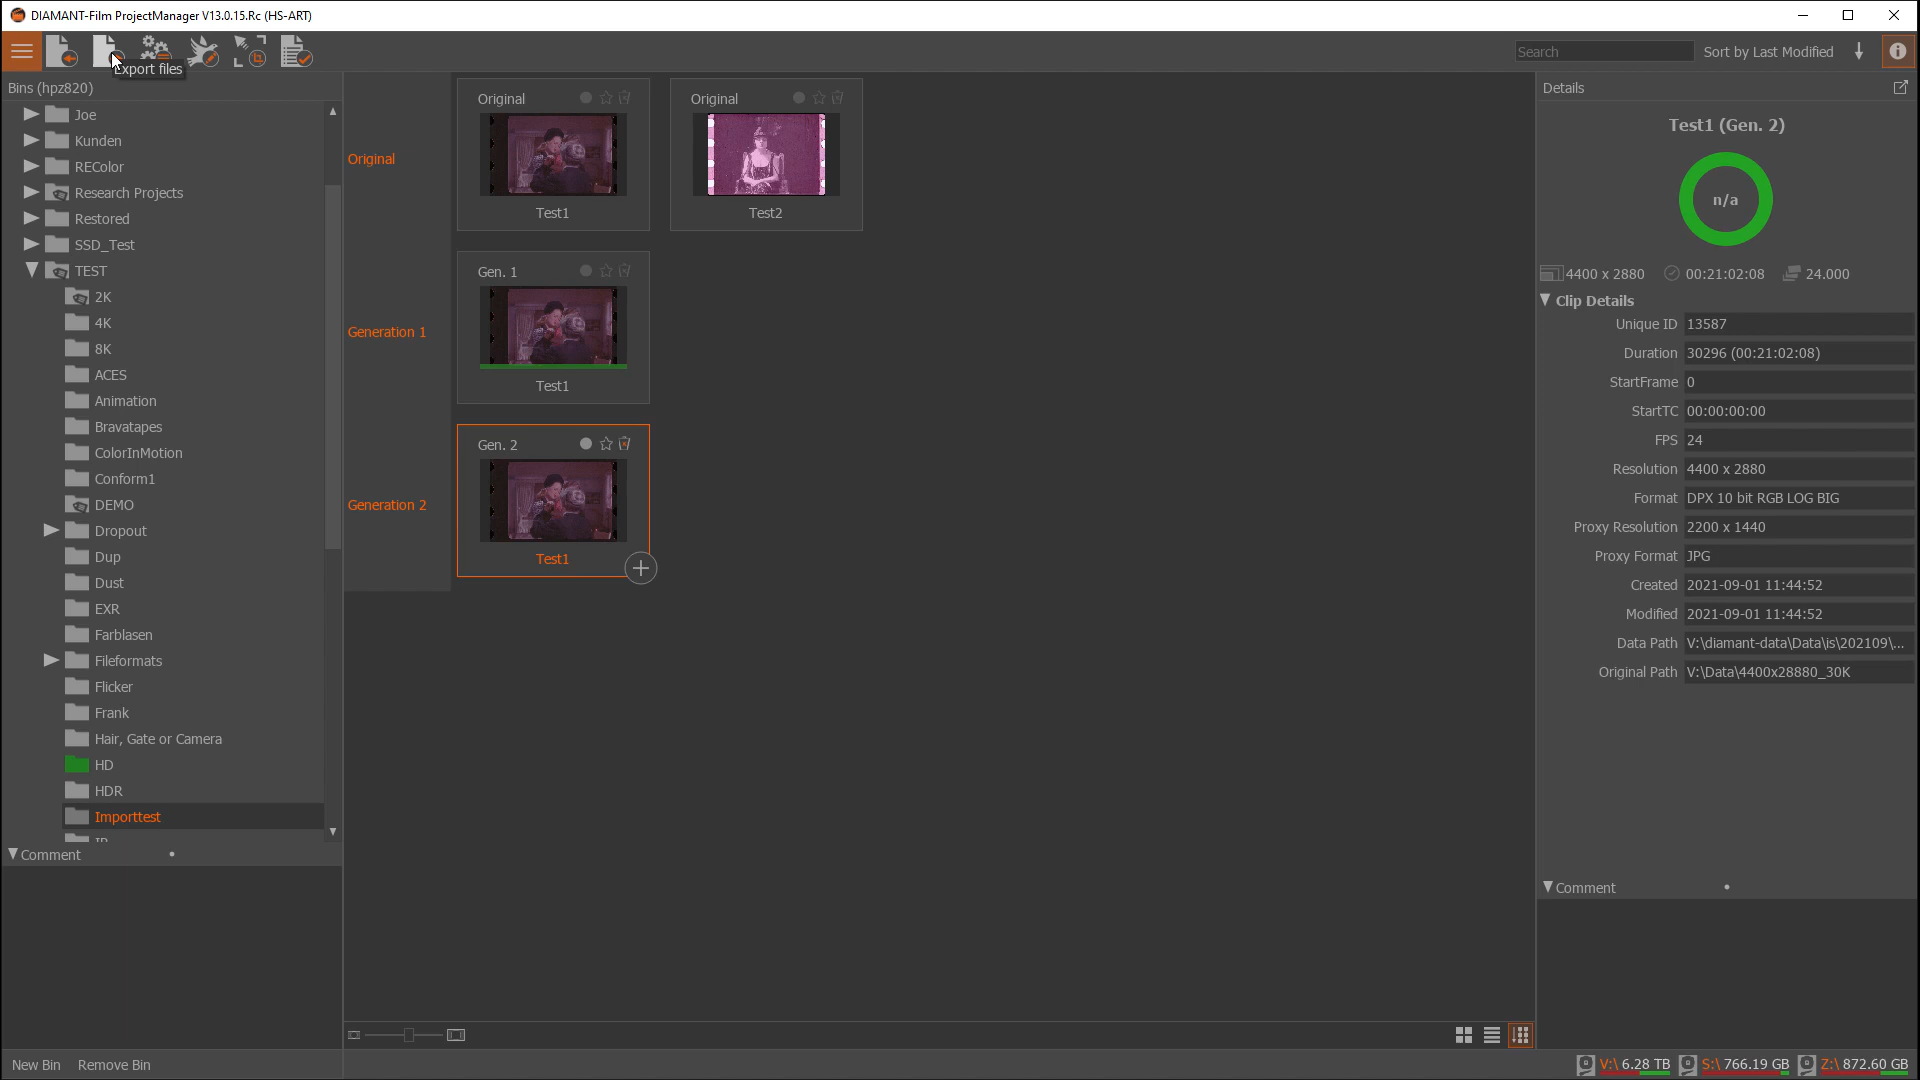 DIAMANT-Film ProjectManager V13.0.15.Rc (HS-ART)
Export files
Search
Sort by Last Modified
Bins (hpz820)
Joe
Kunden
REColor
Research Projects
Restored
SSD_Test
TEST
2K
4K
8K
ACES
Animation
Bravatapes
ColorInMotion
Conform1
DEMO
Dropout
Dup
Dust
EXR
Farblasen
Fileformats
Flicker
Frank
Hair, Gate or Camera
HD
HDR
Importtest
Comment
New Bin Remove Bin
Original
Original
Test1
Original
Test2
Generation 1
Gen. 1
Test1
Generation 2
Gen. 2
Test1
Details
Test1 (Gen. 2)
n/a
4400 x 2880 00:21:02:08 24.000
Clip Details
Unique ID 13587
Duration 30296 (00:21:02:08)
StartFrame 0
StartTC 00:00:00:00
FPS 24
Resolution 4400 x 2880
Format DPX 10 bit RGB LOG BIG
Proxy Resolution 2200 x 1440
Proxy Format JPG
Created 2021-09-01 11:44:52
Modified 2021-09-01 11:44:52
Data Path V:\diamant-data\Data\is\202109\...
Original Path V:\Data\4400x28880_30K
Comment
V:\ 6.28 TB S:\ 766.19 GB Z:\ 872.60 GB